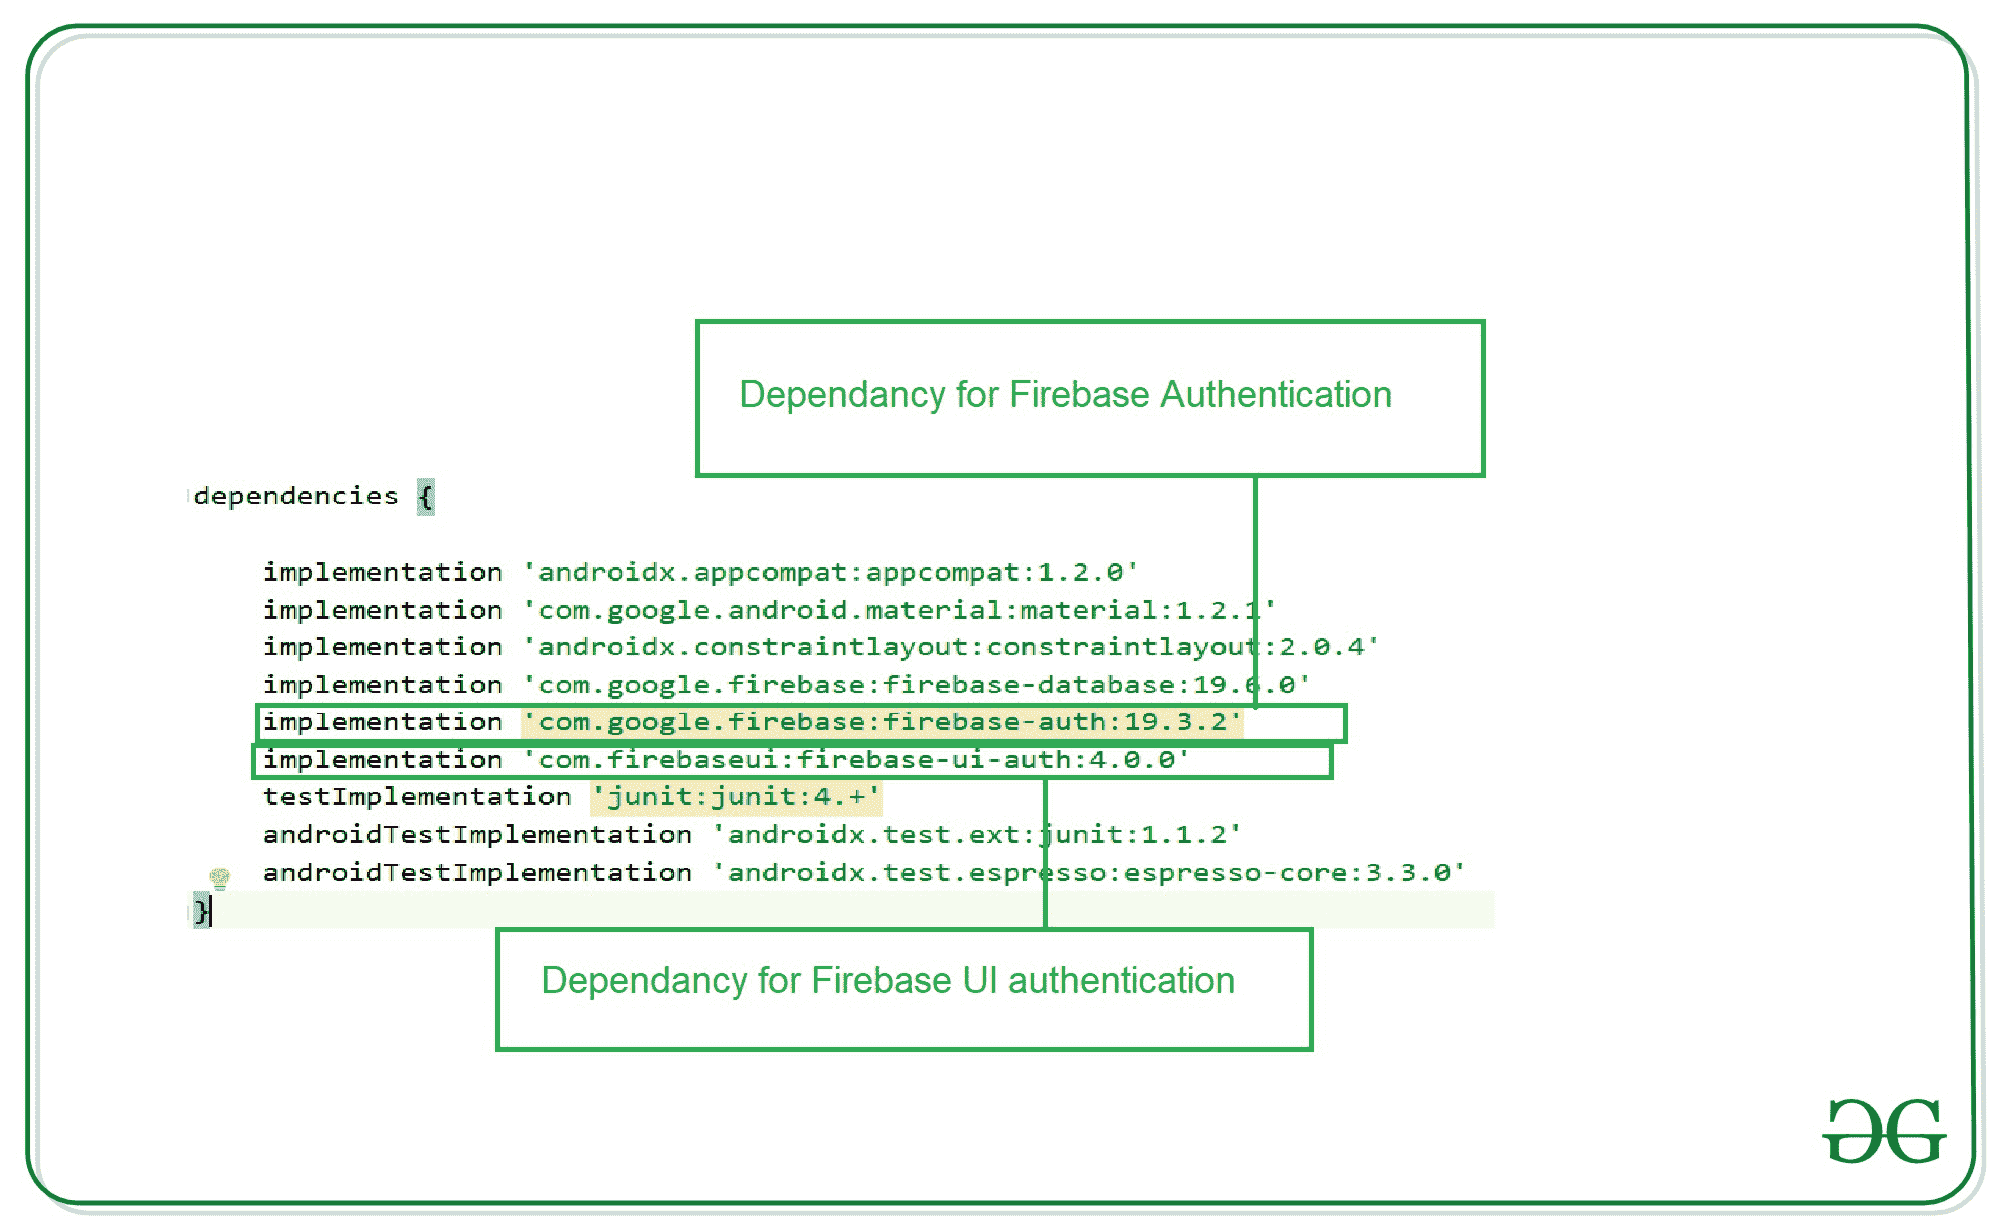 Dependancy for Firebase Authentication
dependencies {
implementation 'androidx.appcompat:appcompat:1.2.0'
implementation 'com.google.android.material:material:1.2.1'
implementation 'androidx.constraintlayout:constraintlayout:2.0.4'
implementation 'com.google.firebase:firebase-database:19.6.0'
implementation 'com.google.firebase:firebase-auth:19.3.2'
implementation 'com.firebaseui:firebase-ui-auth:4.0.0'
testImplementation 'junit:junit:4.+'
androidTestImplementation 'androidx.test.ext:junit:1.1.2'
androidTestImplementation 'androidx.test.espresso:espresso-core:3.3.0'
}
Dependancy for Firebase UI authentication